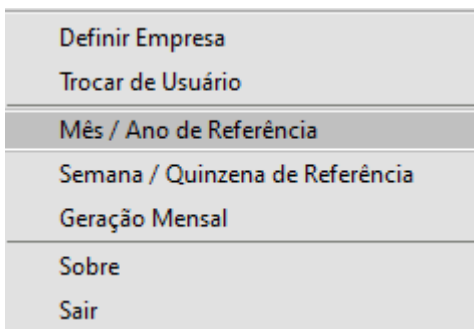 Definir Empresa
Trocar de Usuário
Mês / Ano de Referência
Semana / Quinzena de Referência
Geração Mensal
Sobre
Sair